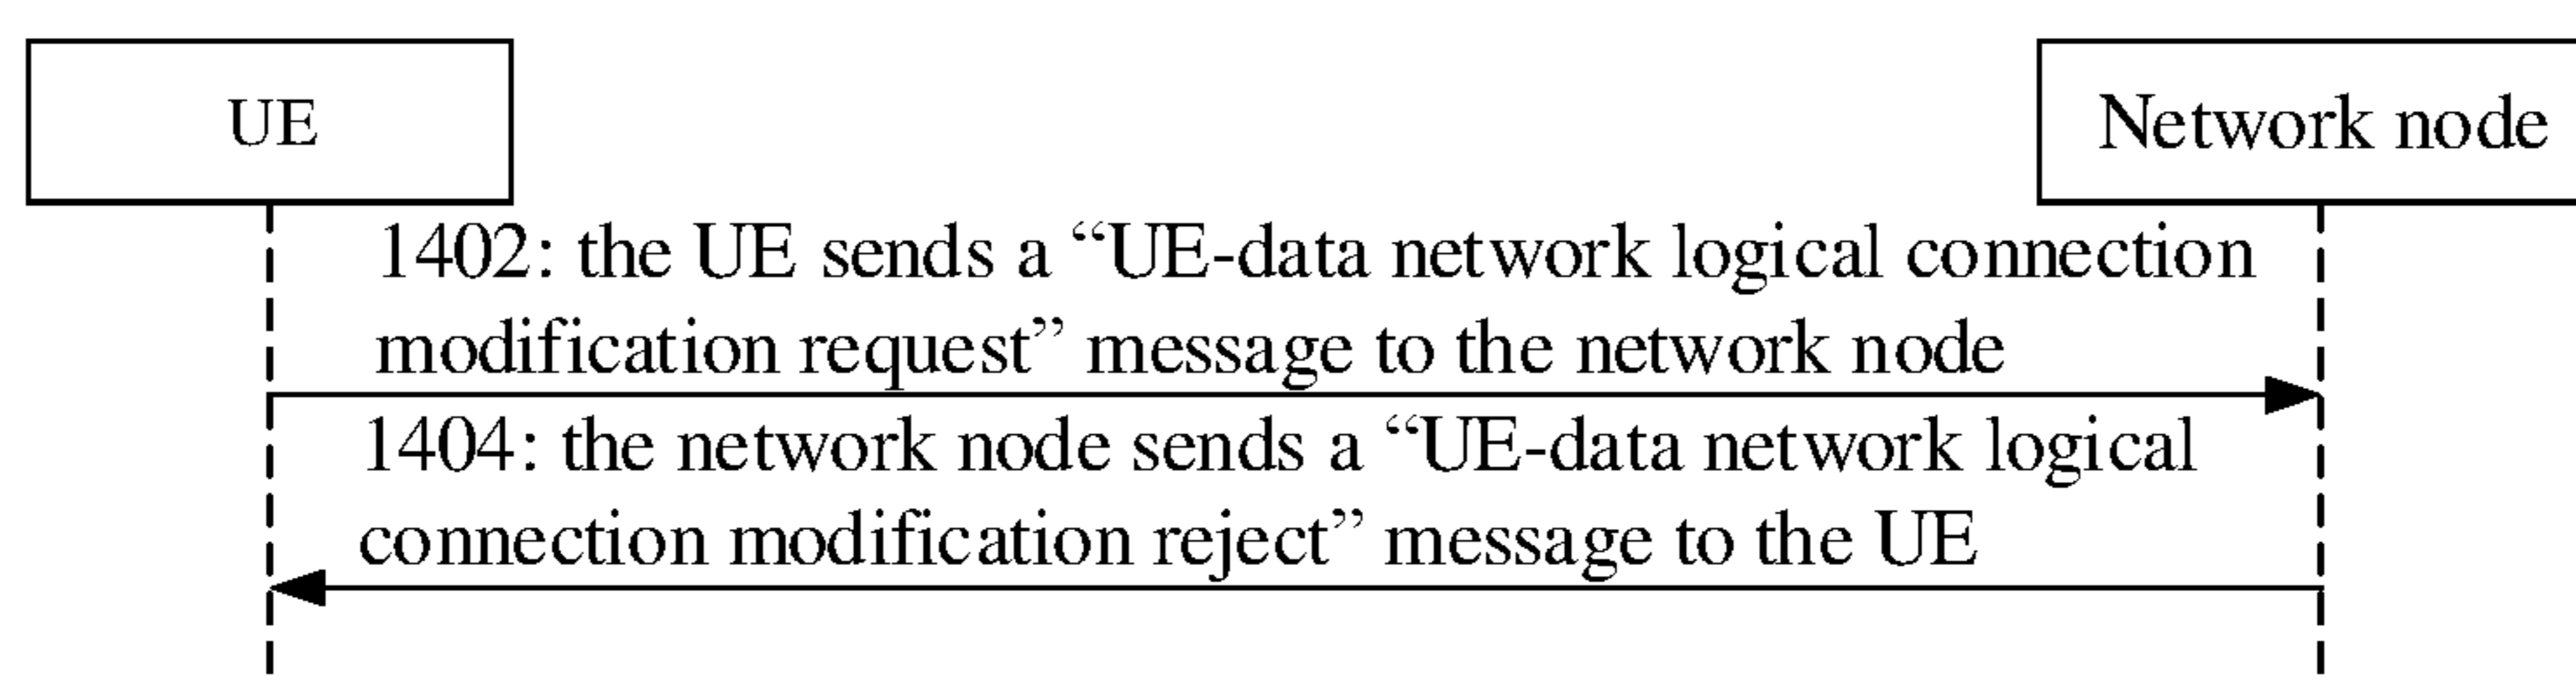 UE
Network node
1402: the UE sends a “UE-data network logical connection
modification request” message to the network node
1404: the network node sends a “UE-data network logical
connection modification reject” message to the UE